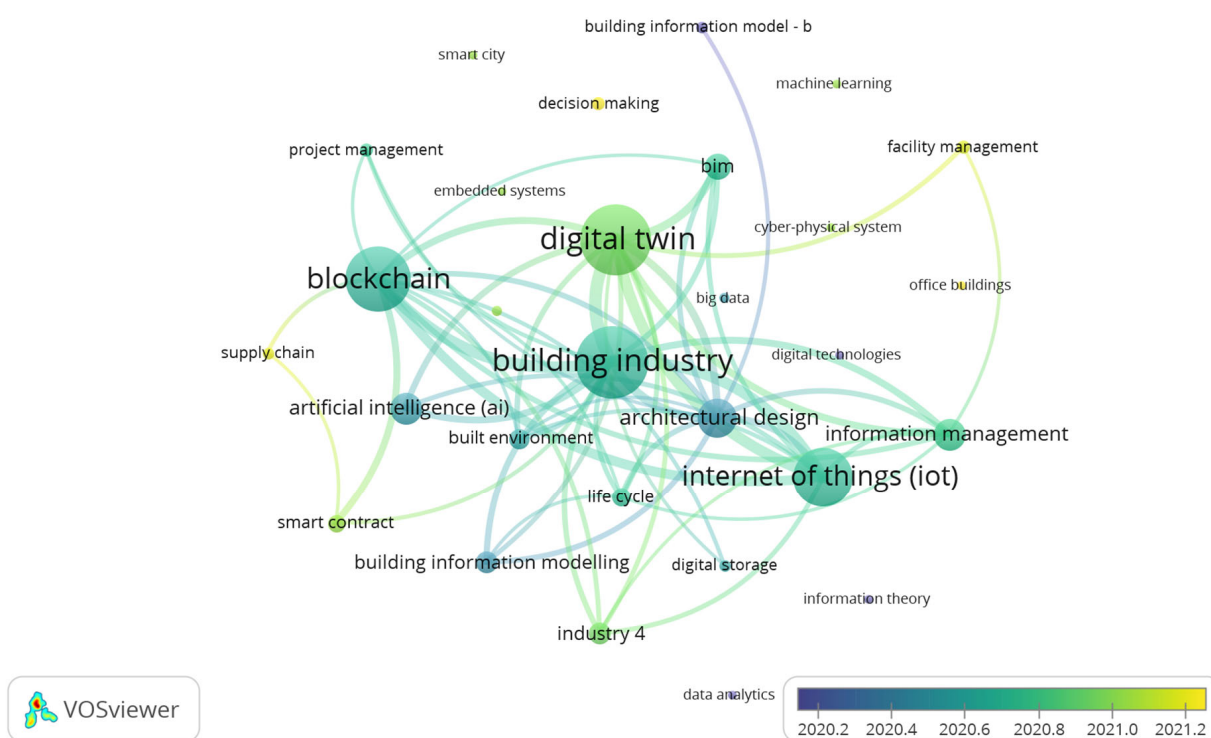 building information model - b
smart city
machine learning
decision making
project management
facility management
bim
embedded systems
cyber-physical system
digital twin
blockchain
office buildings
big data
supply chain
digital technologies
building industry
artificial intelligence (ai)
architectural design
built environment
information management
internet of things (iot)
life cycle
smart contract
building information modelling
digital storage
information theory
industry 4
data analytics
VOSviewer
2020.2 2020.4 2020.6 2020.8 2021.0 2021.2